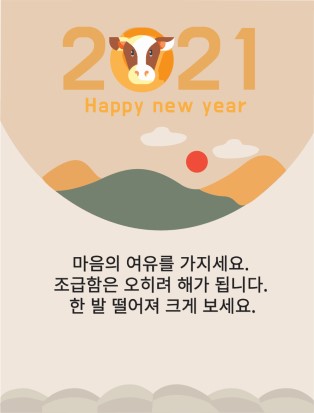 2021
Happy new year
마음의 여유를 가지세요.
조급함은 오히려 해가 됩니다.
한 발 떨어져 크게 보세요.